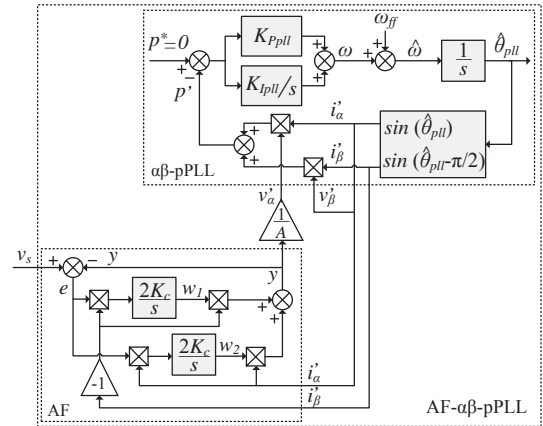 ω_ff
p*=0
K_Ppll
ω
ω̂
1/s
θ̂_pll
p'
K_Ipll/s
i'_α
sin (θ̂_pll)
i'_β
sin (θ̂_pll-π/2)
αβ-pPLL
v'_α
v'_β
1/A
v_s
y
y
e
2K_c/s
w_1
2K_c/s
w_2
-1
i'_α
i'_β
AF
AF-αβ-pPLL